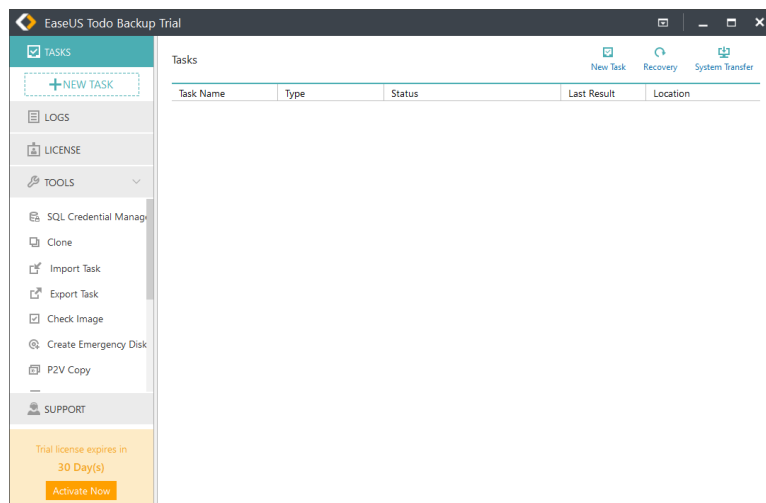 EaseUS Todo Backup Trial
TASKS
NEW TASK
LOGS
LICENSE
TOOLS
SQL Credential Manag
Clone
Import Task
Export Task
Check Image
Create Emergency Disk
P2V Copy
SUPPORT
Trial license expires in
30 Day(s)
Activate Now
Tasks
New Task Recovery System Transfer
Task Name Type Status Last Result Location